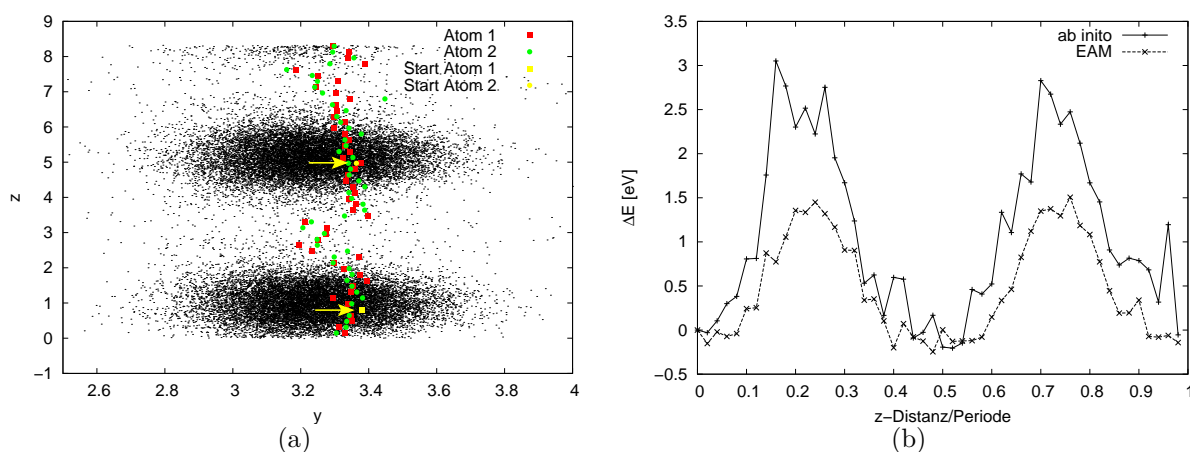 Atom 1
Atom 2
Start Atom 1
Start Atom 2
9
8
7
6
5
4
3
2
1
0
−1
z
2.6 2.8 3 3.2 3.4 3.6 3.8 4
y
(a)
ab inito
EAM
3.5
3
2.5
2
1.5
1
0.5
0
−0.5
ΔE [eV]
0 0.1 0.2 0.3 0.4 0.5 0.6 0.7 0.8 0.9 1
z−Distanz/Periode
(b)